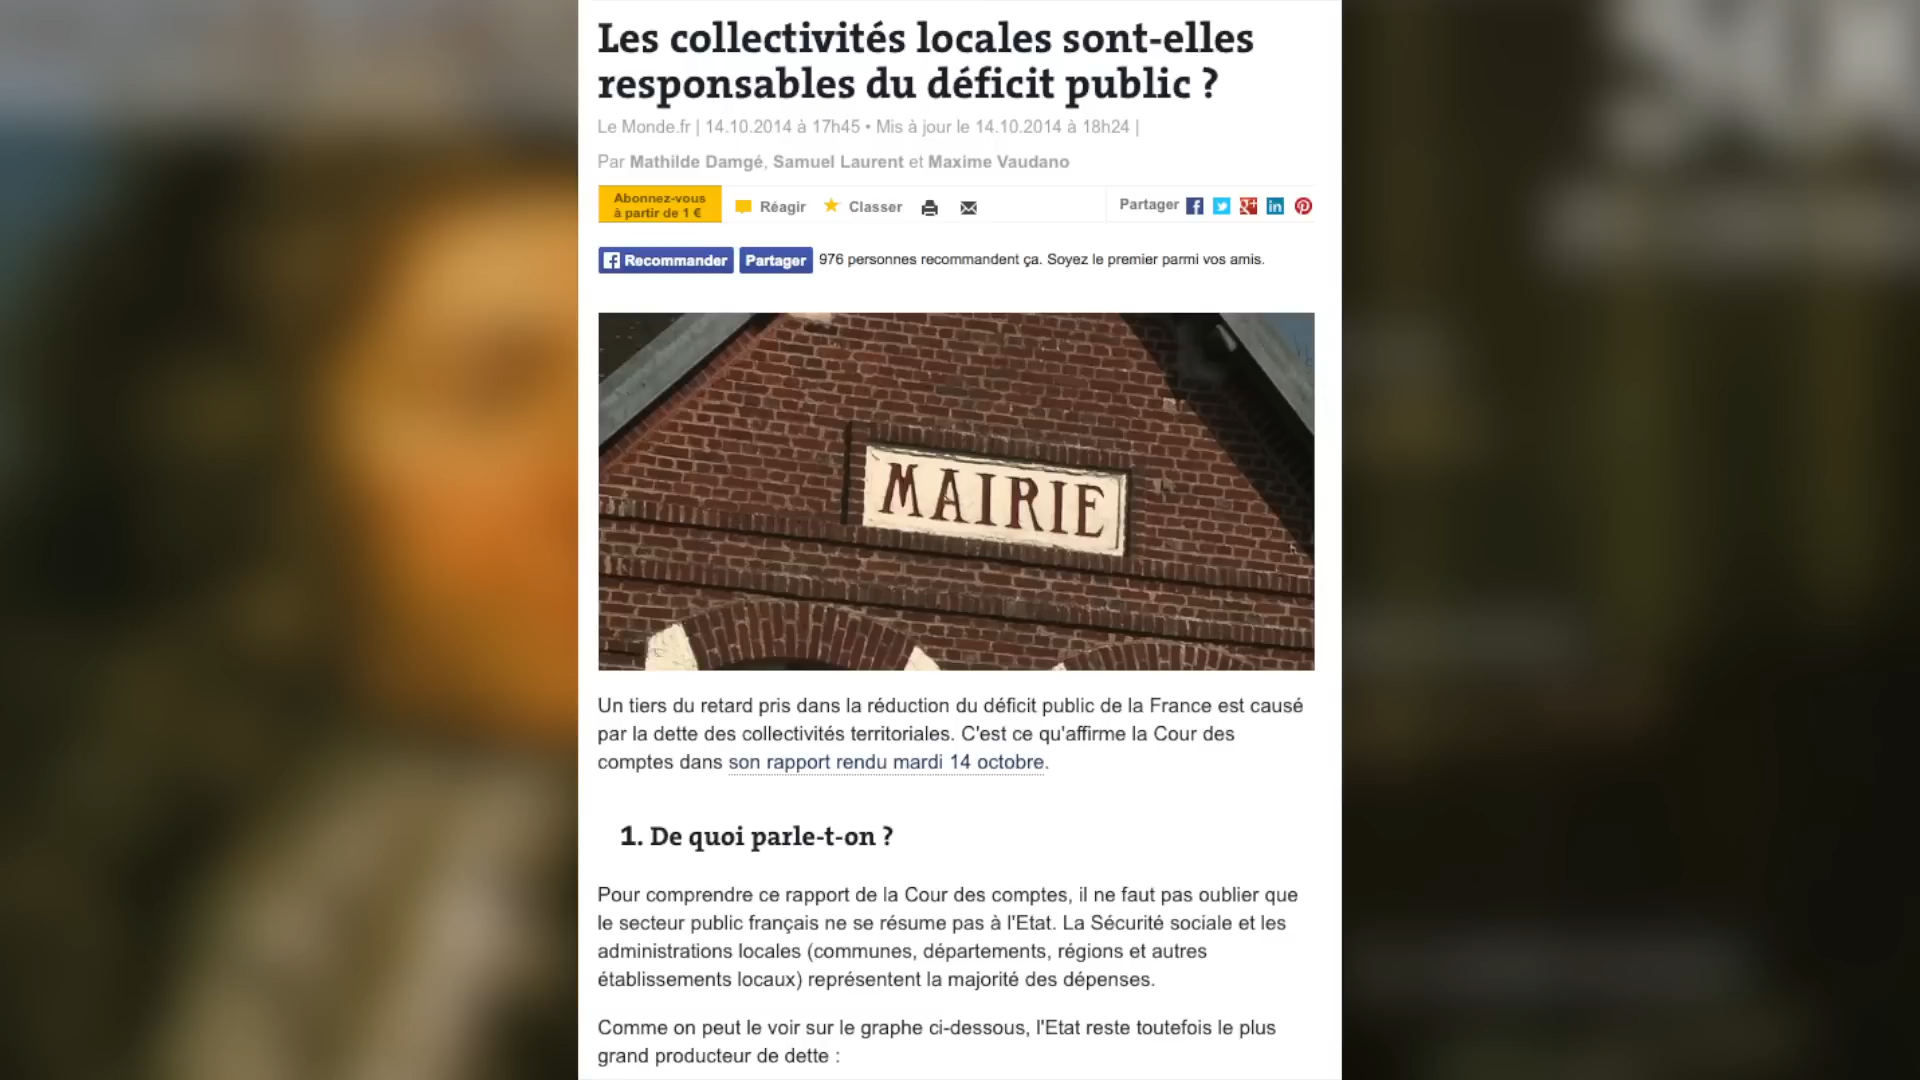 Les collectivités locales sont-elles
responsables du déficit public ?
Le Monde.fr | 14.10.2014 à 17h45 • Mis à jour le 14.10.2014 à 18h24 |
Par Mathilde Damgé, Samuel Laurent et Maxime Vaudano
Abonnez-vous
à partir de 1 €
Réagir
Classer
Partager
Recommander
Partager
976 personnes recommandent ça. Soyez le premier parmi vos amis.
MAIRIE
Un tiers du retard pris dans la réduction du déficit public de la France est causé
par la dette des collectivités territoriales. C'est ce qu'affirme la Cour des
comptes dans son rapport rendu mardi 14 octobre.
1. De quoi parle-t-on ?
Pour comprendre ce rapport de la Cour des comptes, il ne faut pas oublier que
le secteur public français ne se résume pas à l'Etat. La Sécurité sociale et les
administrations locales (communes, départements, régions et autres
établissements locaux) représentent la majorité des dépenses.
Comme on peut le voir sur le graphe ci-dessous, l'Etat reste toutefois le plus
grand producteur de dette :